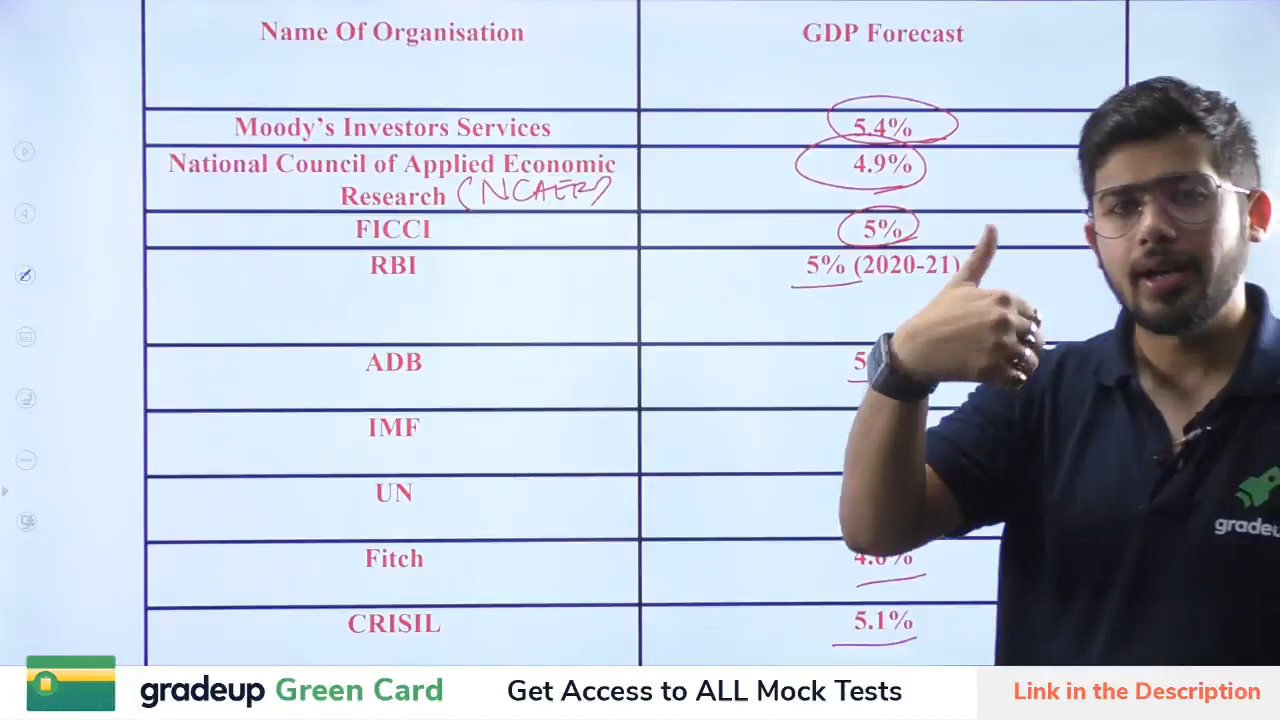 Name Of Organisation
GDP Forecast
Moody's Investors Services
5.4%
National Council of Applied Economic
Research (NCAER)
4.9%
FICCI
5%
RBI
5% (2020-21)
ADB
IMF
UN
Fitch
CRISIL
5.1%
gradeup
gradeup Green Card
Get Access to ALL Mock Tests
Link in the Description